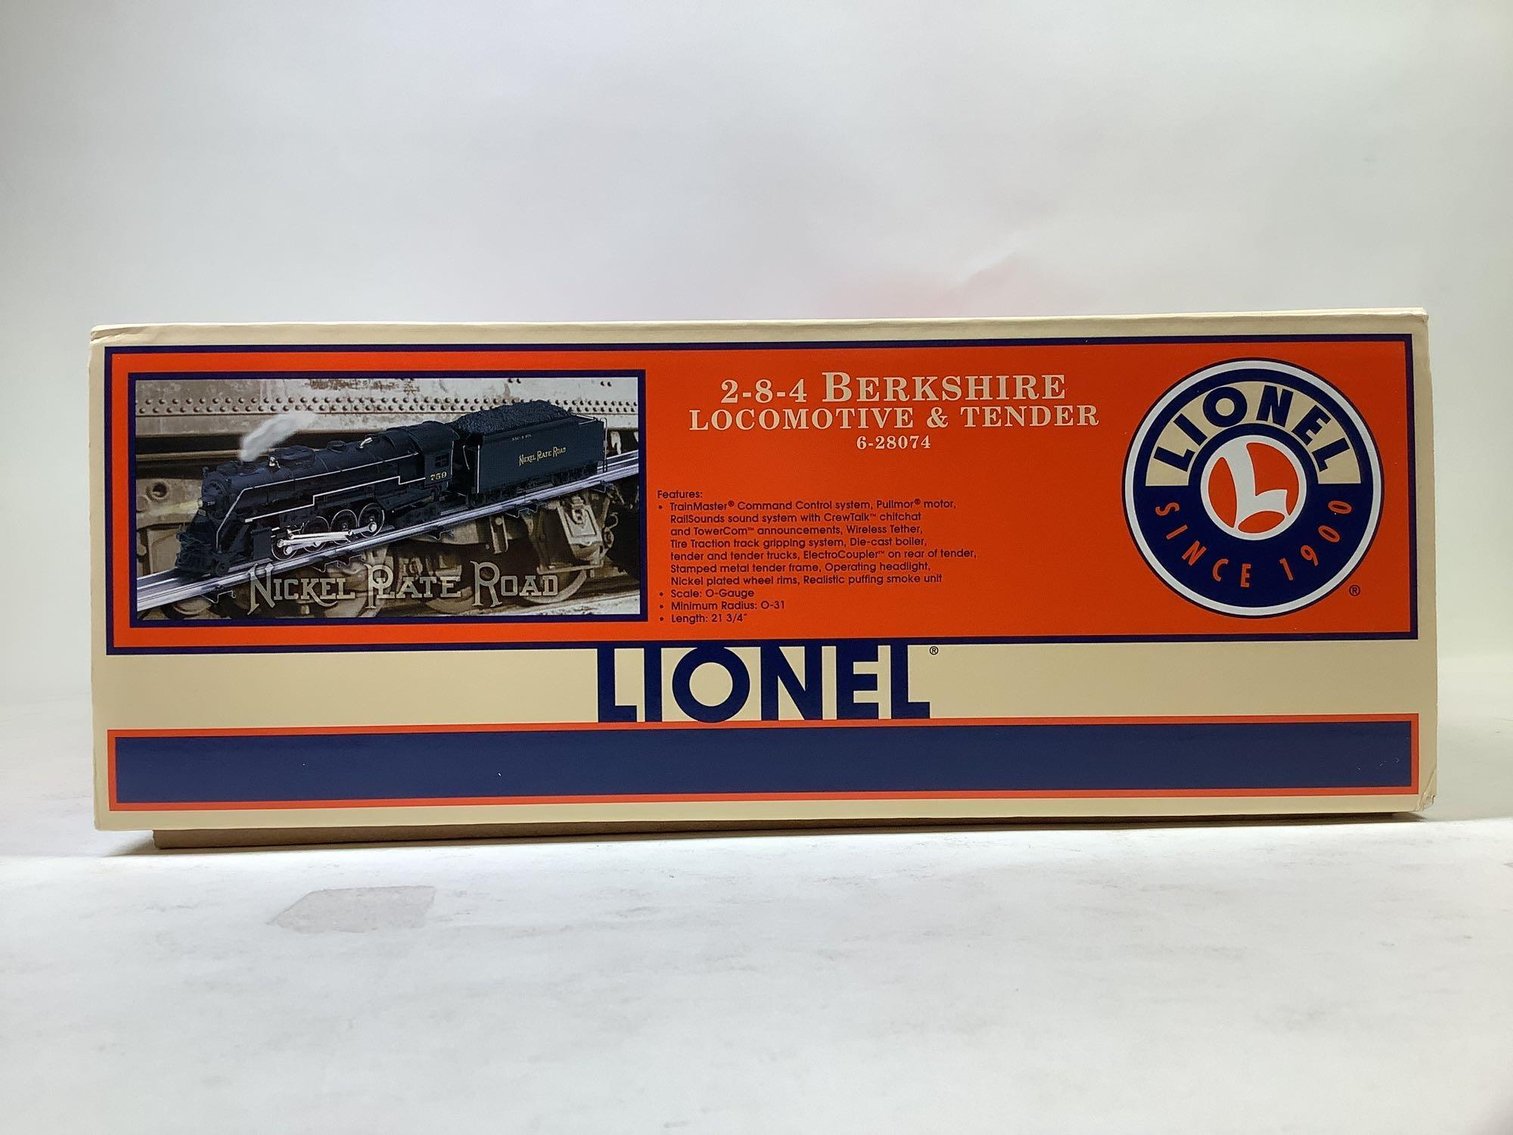 2-8-4 BERKSHIRE
LOCOMOTIVE & TENDER
6-28074
Features:
• TrainMaster® Command Control system, Pullmor® motor,
RailSounds sound system with CrewTalk™ chitchat
and TowerCom™ announcements, Wireless Tether,
Tire Traction track gripping system, Die-cast boiler,
tender and tender trucks, ElectroCoupler™ on rear of tender,
Stamped metal tender frame, Operating headlight,
Nickel plated wheel rims, Realistic puffing smoke unit
• Scale: O-Gauge
• Minimum Radius: O-31
• Length: 21 3/4"
NICKEL PLATE ROAD
759
NICKEL PLATE ROAD
LIONEL
L
SINCE 1900
®
LIONEL®